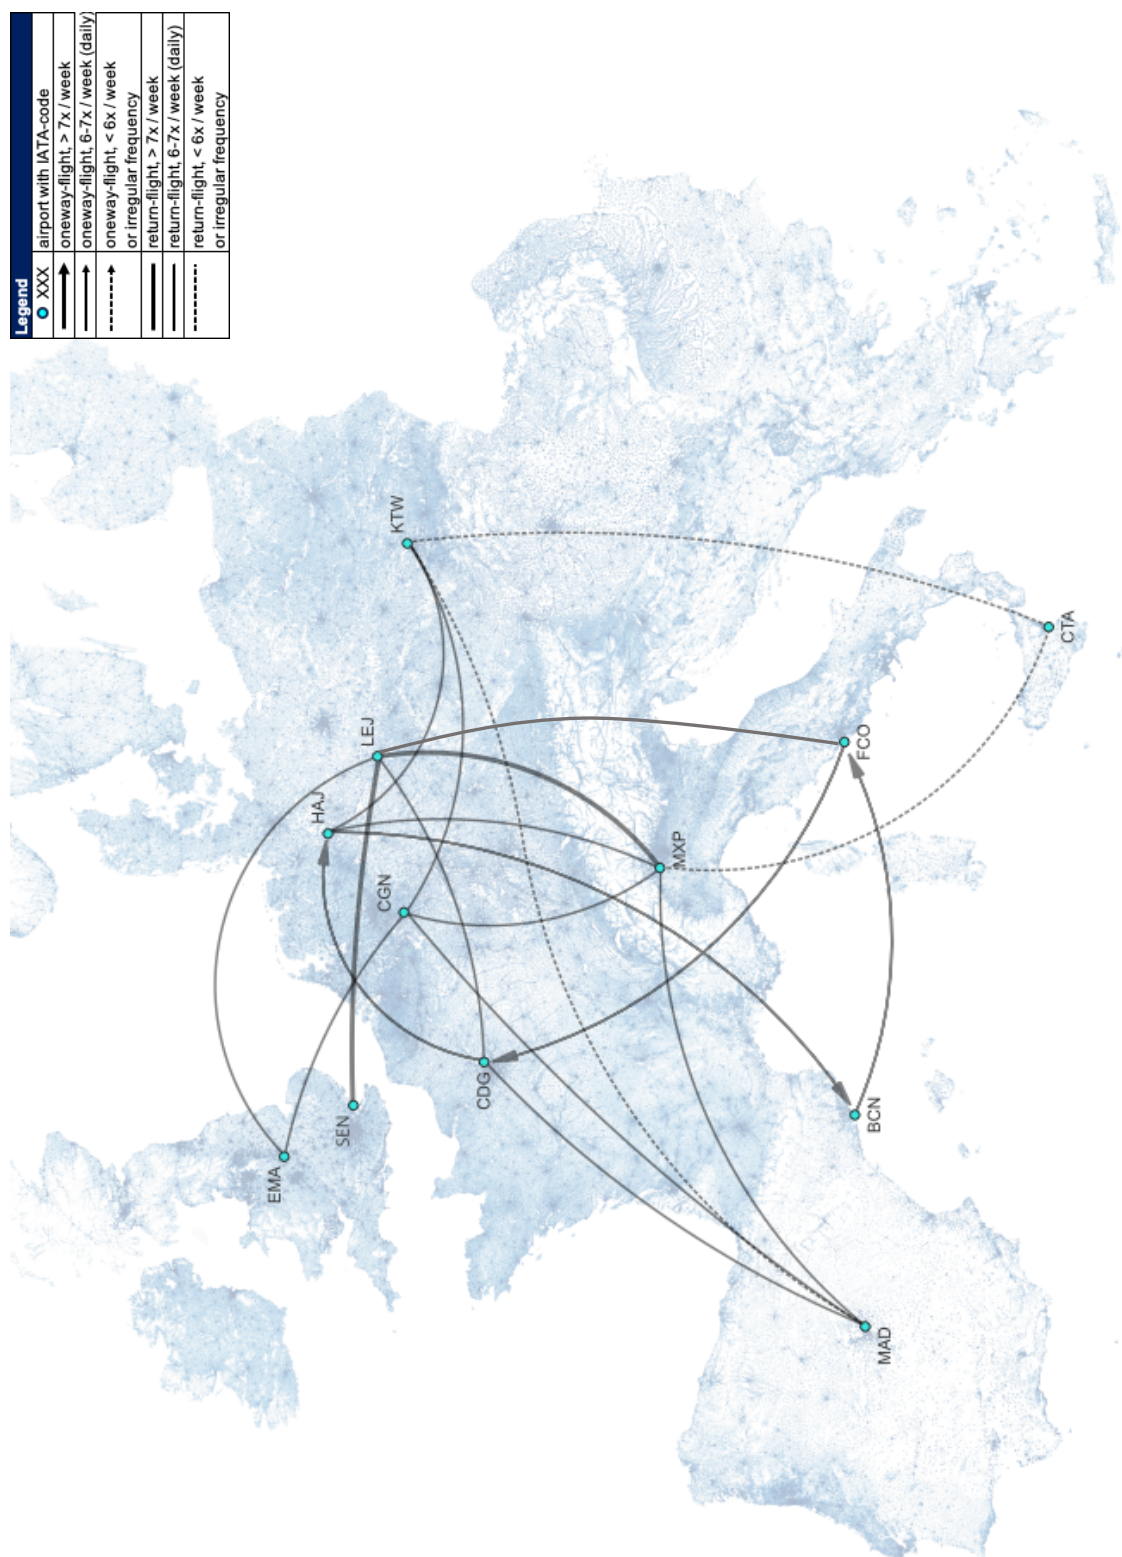 Legend
XXX airport with IATA-code
oneway-flight, > 7x / week
oneway-flight, 6-7x / week (daily)
oneway-flight, < 6x / week
or irregular frequency
return-flight, > 7x / week
return-flight, 6-7x / week (daily)
return-flight, < 6x / week
or irregular frequency
EMA
SEN
HAJ
LEJ
CGN
KTW
CDG
MXP
MAD
BCN
FCO
CTA